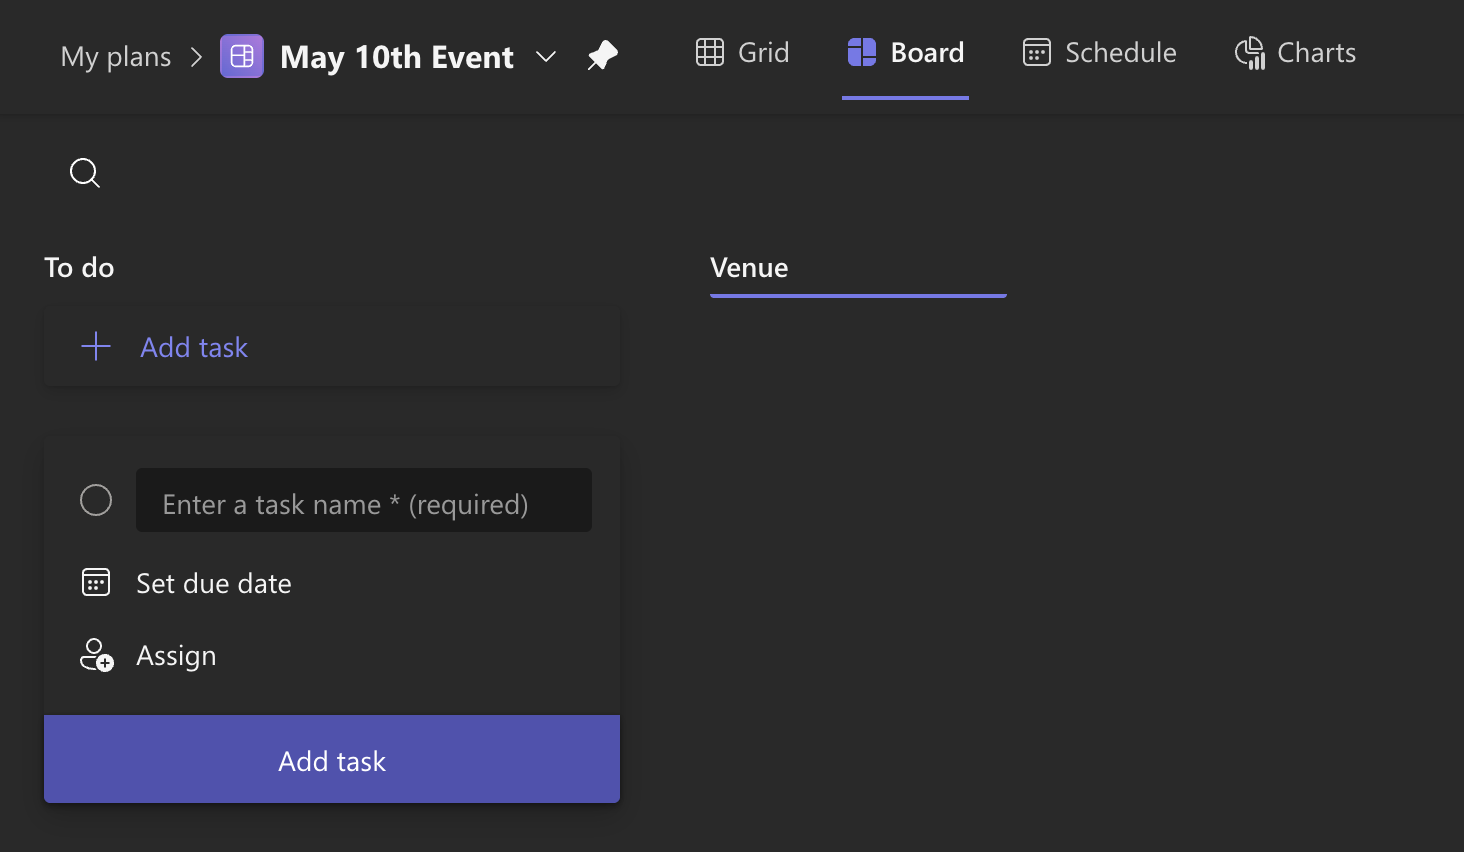 My plans
May 10th Event
Grid
Board
Schedule
Charts
To do
Venue
Add task
Enter a task name * (required)
Set due date
Assign
Add task